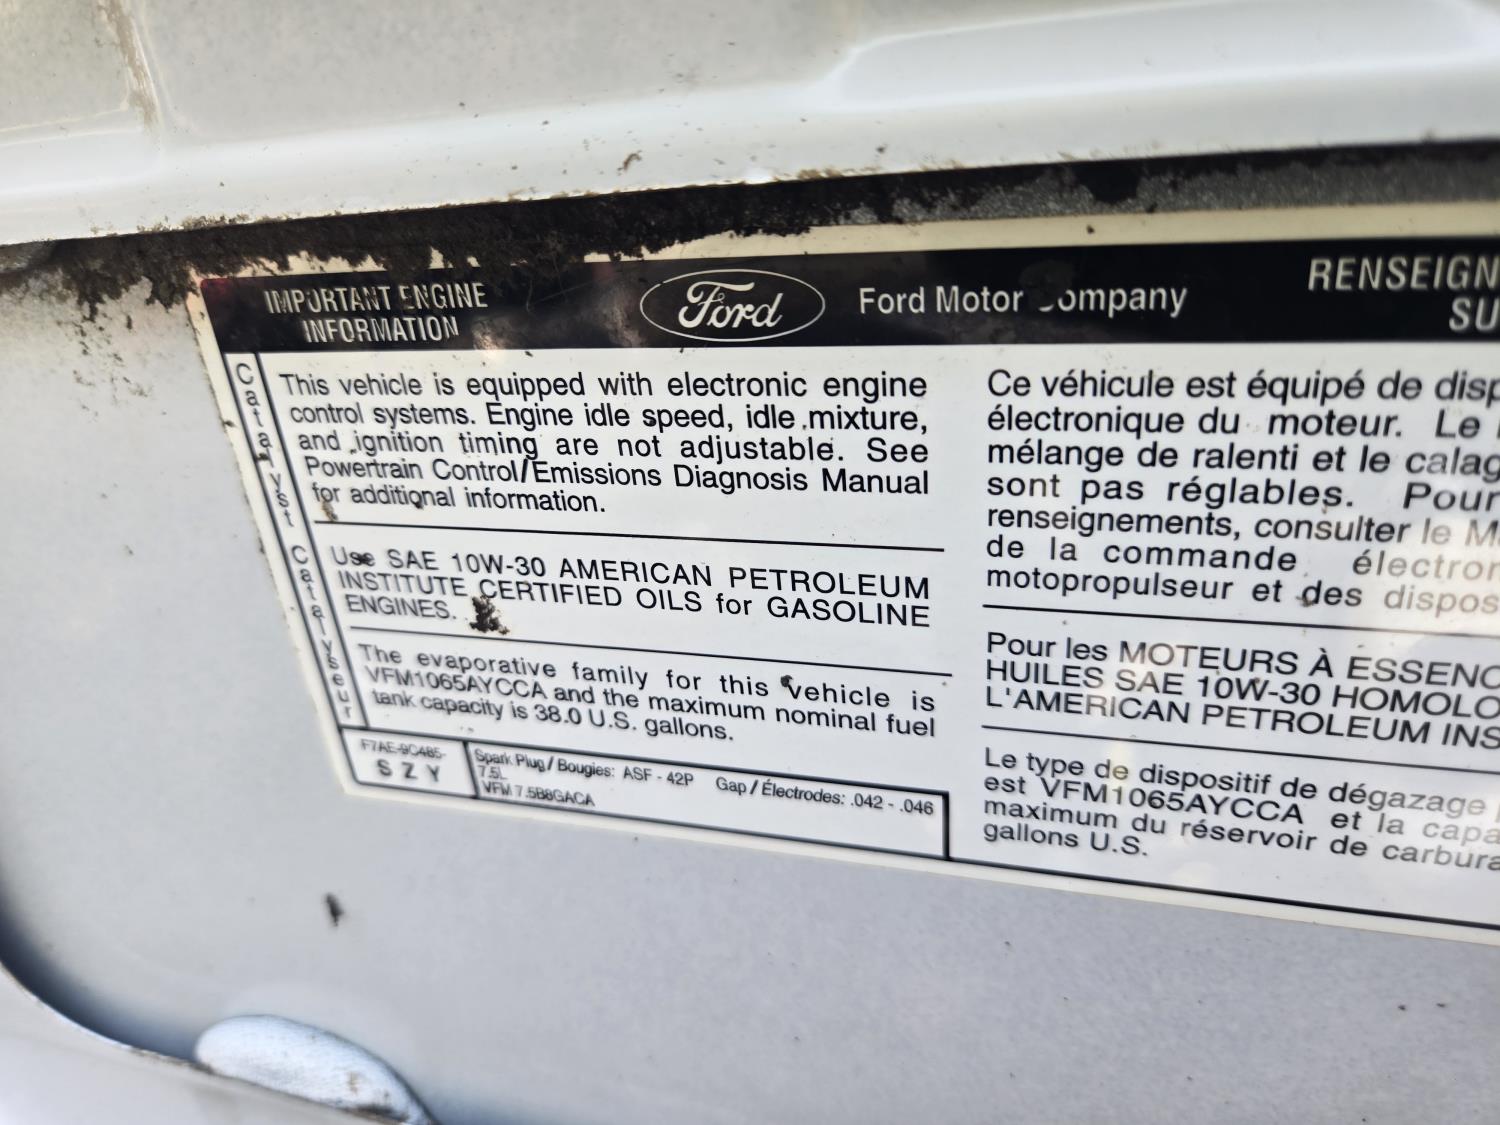 IMPORTANT ENGINE
INFORMATION
Ford
Ford Motor Company
RENSEIGN
SU
Catalyst Catalyseur
This vehicle is equipped with electronic engine
control systems. Engine idle speed, idle mixture,
and ignition timing are not adjustable. See
Powertrain Control/Emissions Diagnosis Manual
for additional information.
Use SAE 10W-30 AMERICAN PETROLEUM
INSTITUTE CERTIFIED OILS for GASOLINE
ENGINES.
The evaporative family for this vehicle is
VFM1065AYCCA and the maximum nominal fuel
tank capacity is 38.0 U.S. gallons.
F7AE-9C485-
SZY
Spark Plug / Bougies: ASF - 42P Gap / Électrodes: .042 - .046
7.5L
VFM 7.5B8GACA
Ce véhicule est équipé de disp
électronique du moteur. Le
mélange de ralenti et le calag
sont pas réglables. Pour
renseignements, consulter le M
de la commande électron
motopropulseur et des dispos
Pour les MOTEURS À ESSENC
HUILES SAE 10W-30 HOMOLO
L'AMERICAN PETROLEUM INS
Le type de dispositif de dégazage
est VFM1065AYCCA et la capa
maximum du réservoir de carbura
gallons U.S.